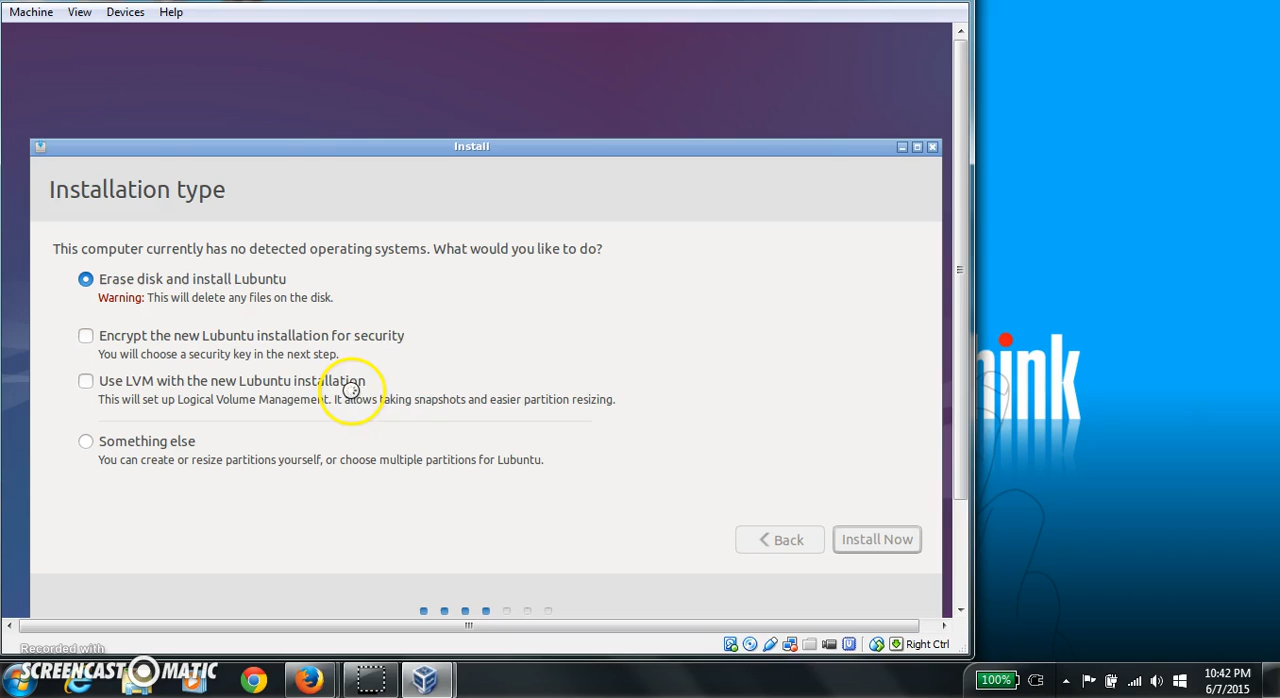 Machine View Devices Help
Install
Installation type
This computer currently has no detected operating systems. What would you like to do?
Erase disk and install Lubuntu
Warning: This will delete any files on the disk.
Encrypt the new Lubuntu installation for security
You will choose a security key in the next step.
Use LVM with the new Lubuntu installation
This will set up Logical Volume Management. It allows taking snapshots and easier partition resizing.
Something else
You can create or resize partitions yourself, or choose multiple partitions for Lubuntu.
Back Install Now
hink
Right Ctrl
Recorded with
SCREENCAST MATIC
100%
10:42 PM
6/7/2015